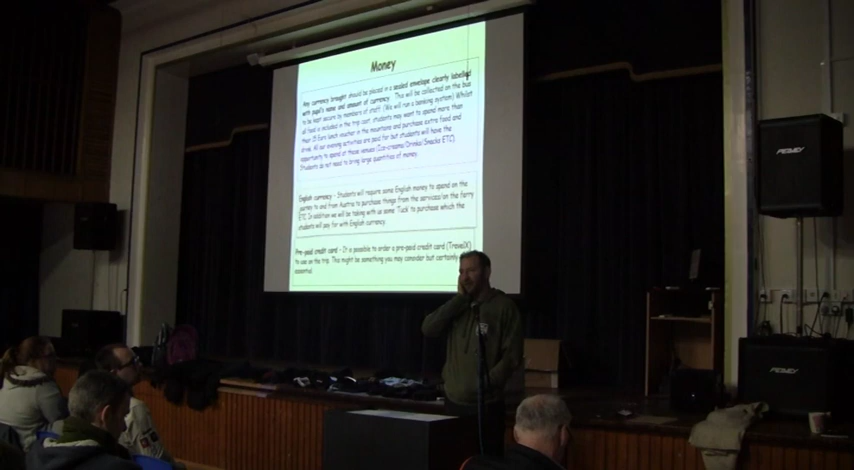 Money
Any currency brought should be placed in a sealed envelope clearly labelled
with pupil's name and amount of currency. This will be collected on the bus
to be kept secure by members of staff. (We will run a banking system) Whilst
all food is included in the trip cost, students may want to spend more than
their 15 Euro lunch voucher in the mountains and purchase extra food and
drink. All our evening activities are paid for but students will have the
opportunity to spend at these venues (Ice-creams/Drinks/Snacks ETC).
Students do not need to bring large quantities of money.
English currency - Students will require some English money to spend on the
journey to and from Austria to purchase things from the services/on the ferry
ETC. In addition we will be taking with us some 'Tuck' to purchase which the
students will pay for with English currency.
Pre-paid credit card - It is possible to order a pre-paid credit card (TravelX)
to use on the trip. This might be something you may consider but certainly
essential.
PEAVEY
PEAVEY